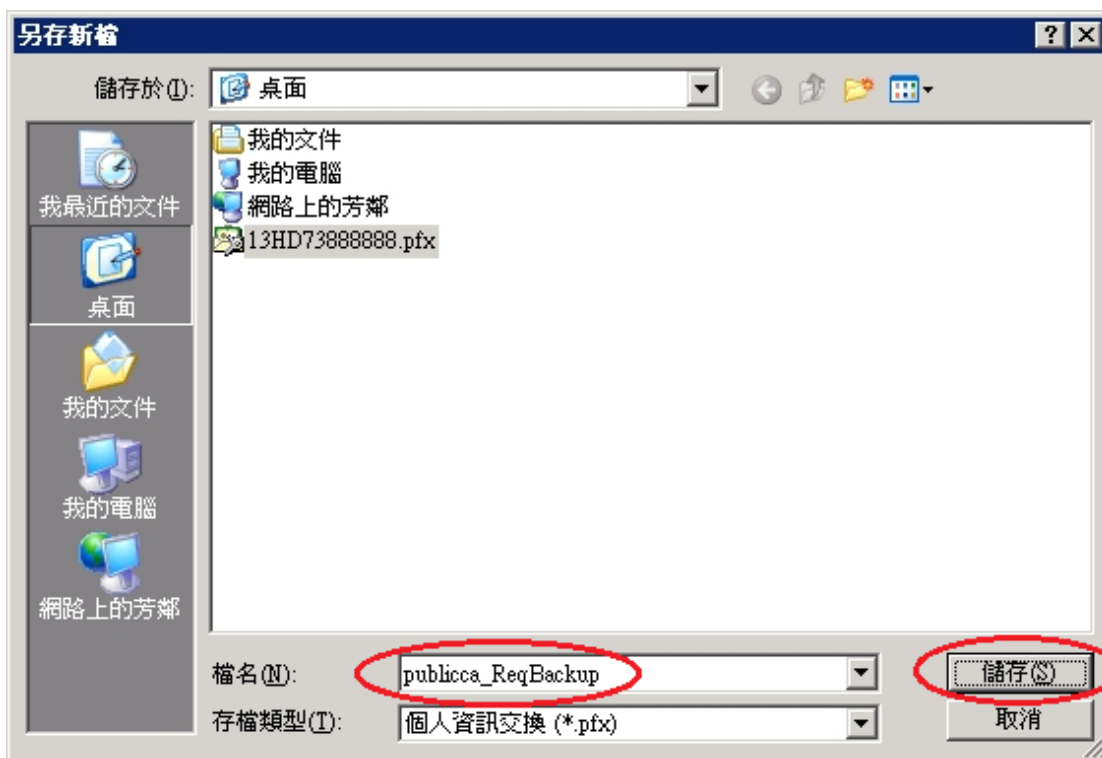 另存新檔
儲存於(I):
桌面
我最近的文件
桌面
我的文件
我的電腦
網路上的芳鄰
我的文件
我的電腦
網路上的芳鄰
13HD73888888.pfx
檔名(N):
publicca_ReqBackup
儲存(S)
存檔類型(T):
個人資訊交換 (*.pfx)
取消